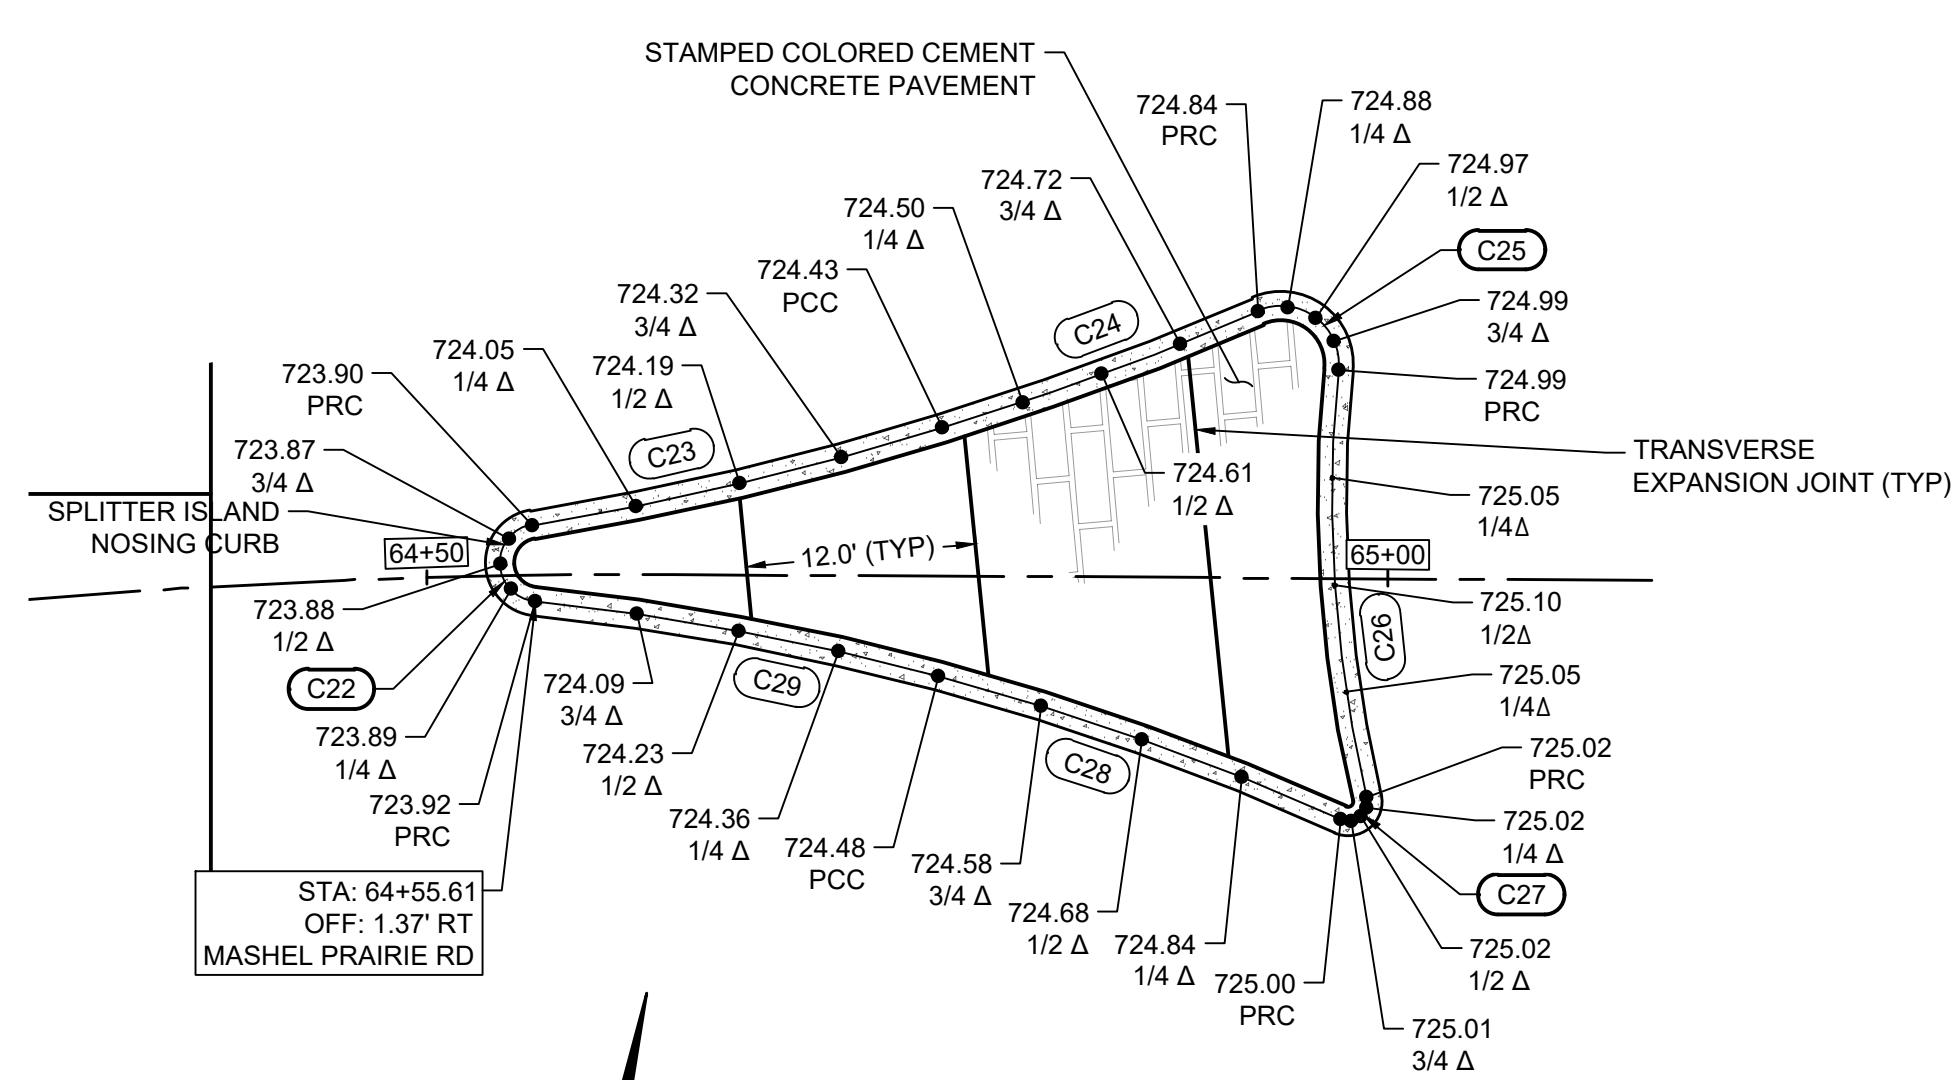 STAMPED COLORED CEMENT
CONCRETE PAVEMENT
724.84
PRC
724.88
1/4 Δ
724.97
1/2 Δ
C25
724.72
3/4 Δ
724.50
1/4 Δ
724.43
PCC
724.32
3/4 Δ
C24
724.99
3/4 Δ
724.05
1/4 Δ
724.19
1/2 Δ
723.90
PRC
724.99
PRC
C23
723.87
3/4 Δ
724.61
1/2 Δ
TRANSVERSE
EXPANSION JOINT (TYP)
725.05
1/4Δ
SPLITTER ISLAND
NOSING CURB
64+50
12.0' (TYP)
65+00
723.88
1/2 Δ
725.10
1/2Δ
C26
C22
724.09
3/4 Δ
C29
725.05
1/4Δ
723.89
1/4 Δ
724.23
1/2 Δ
C28
725.02
PRC
723.92
PRC
724.36
1/4 Δ
724.48
PCC
724.58
3/4 Δ
725.02
1/4 Δ
C27
STA: 64+55.61
OFF: 1.37' RT
MASHEL PRAIRIE RD
724.68
1/2 Δ
724.84
1/4 Δ
725.02
1/2 Δ
725.00
PRC
725.01
3/4 Δ